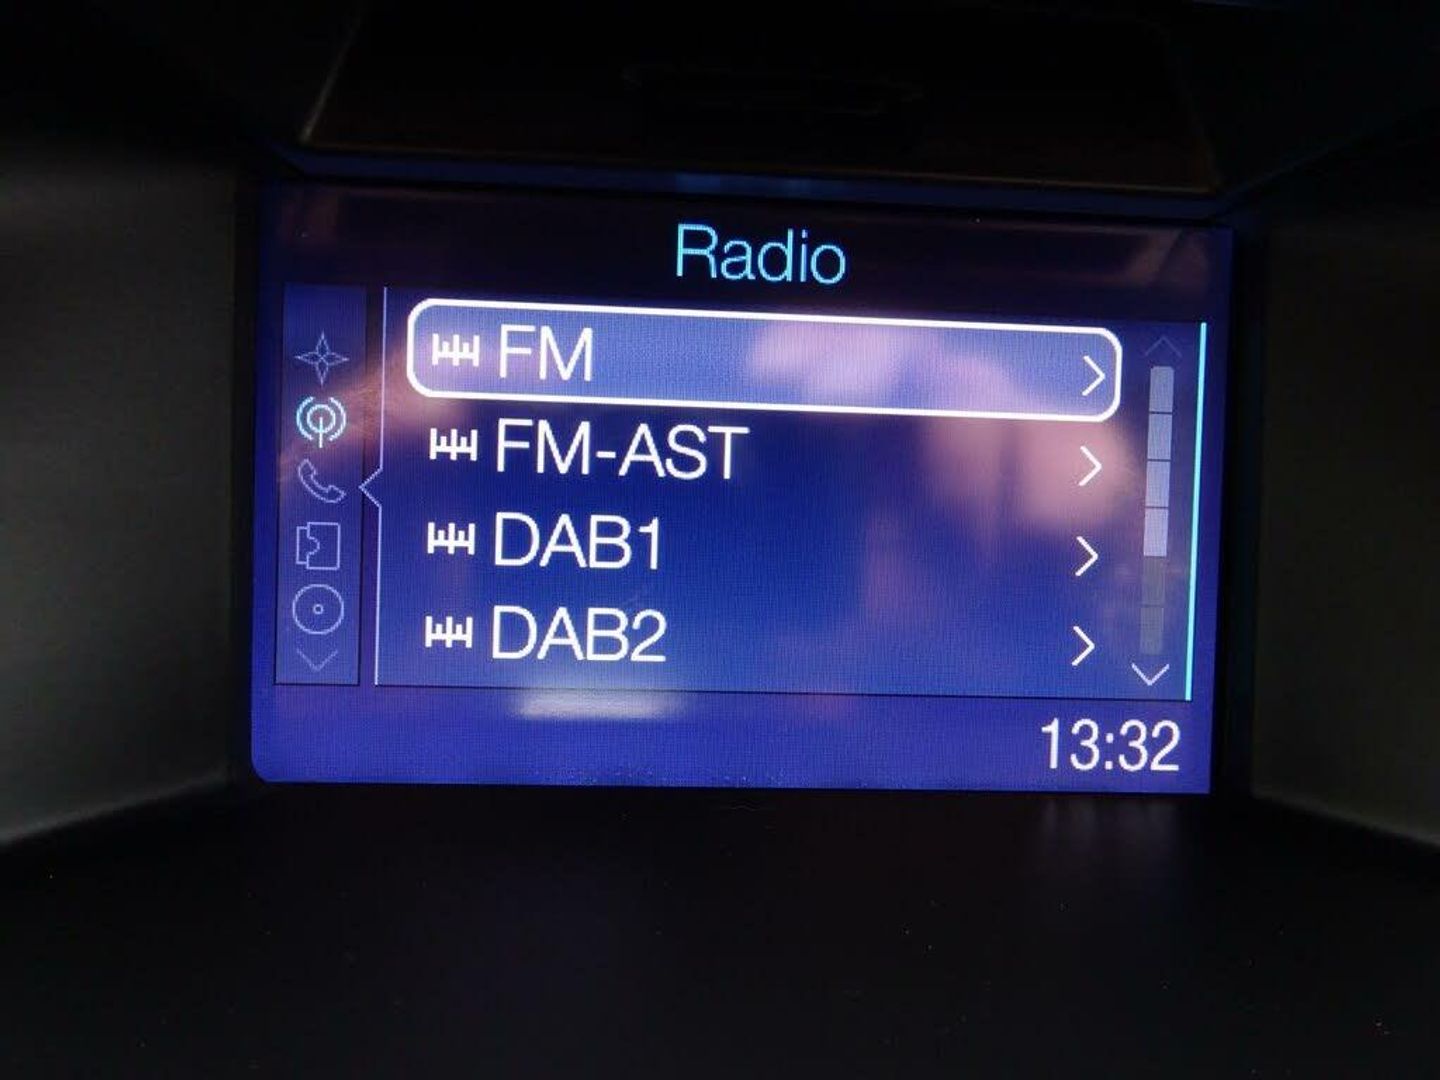 Radio
FM
FM-AST
DAB1
DAB2
13:32